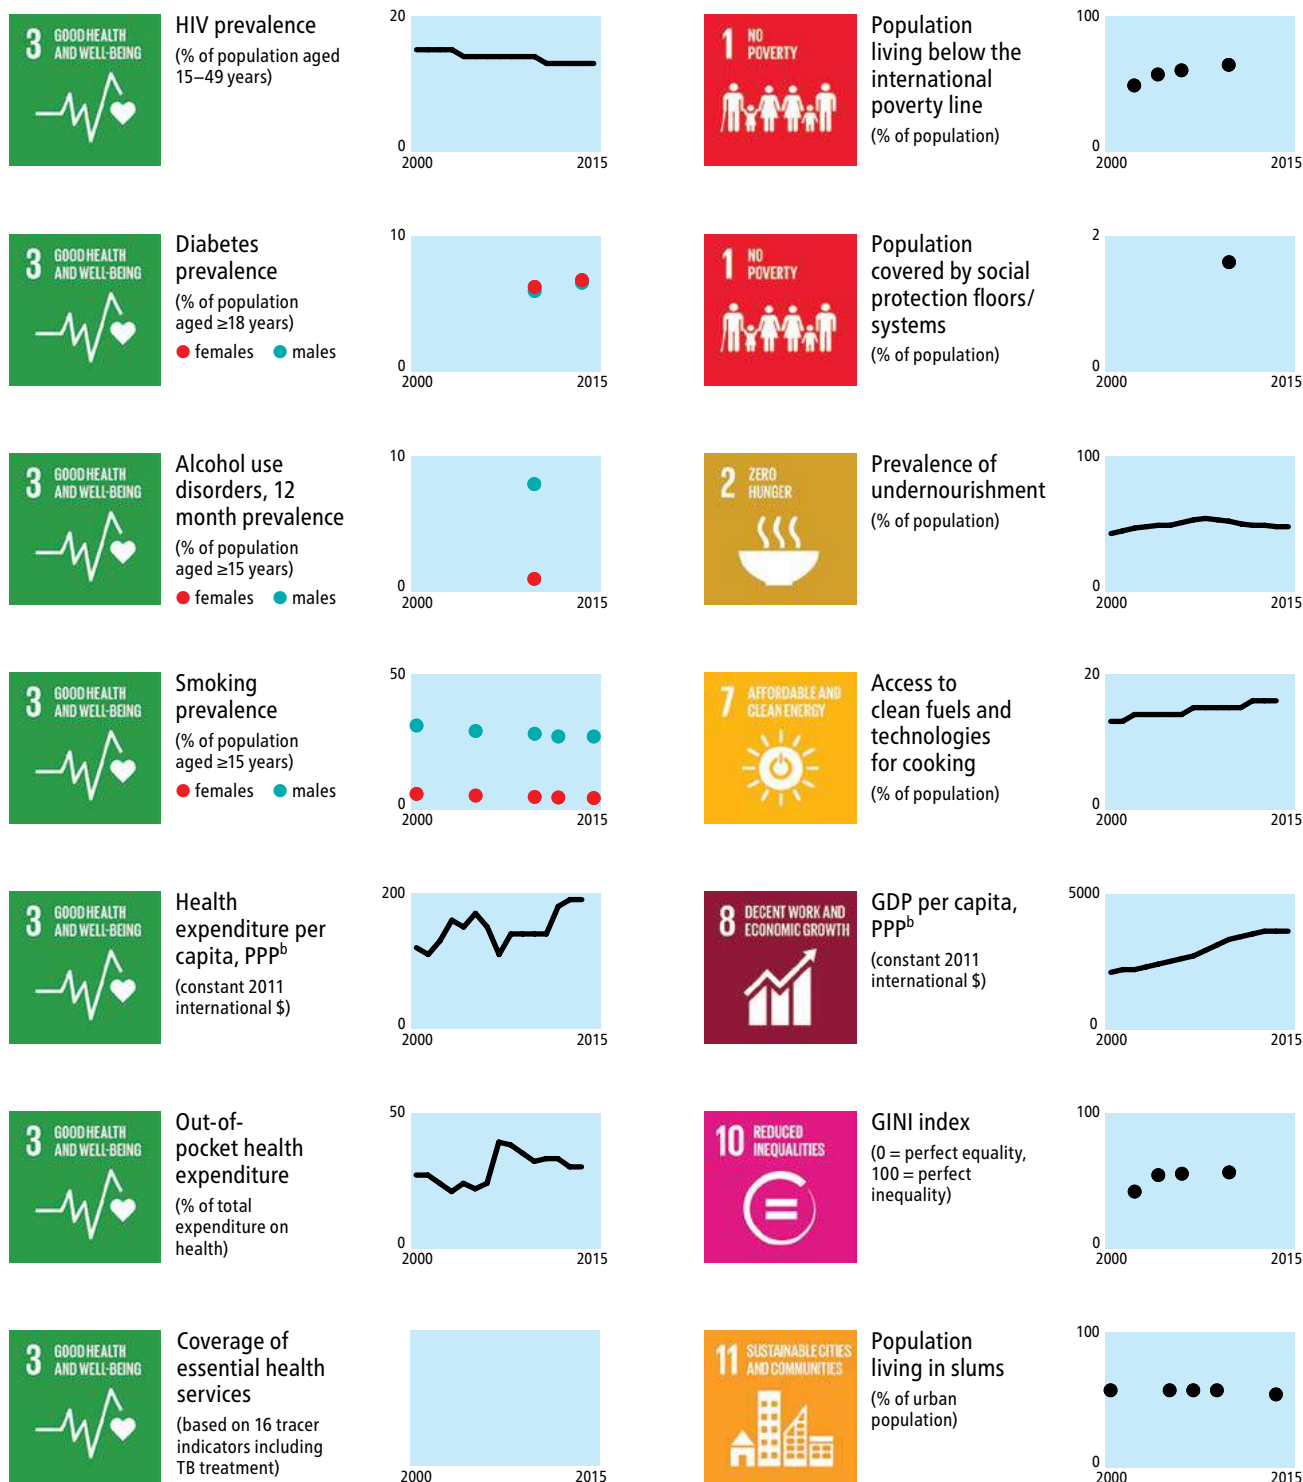 3 GOOD HEALTH
AND WELL-BEING
HIV prevalence
(% of population aged
15–49 years)
20
0
2000 2015
1 NO
POVERTY
Population
living below the
international
poverty line
(% of population)
100
0
2000 2015
3 GOOD HEALTH
AND WELL-BEING
Diabetes
prevalence
(% of population
aged ≥18 years)
females males
10
0
2000 2015
1 NO
POVERTY
Population
covered by social
protection floors/
systems
(% of population)
2
0
2000 2015
3 GOOD HEALTH
AND WELL-BEING
Alcohol use
disorders, 12
month prevalence
(% of population
aged ≥15 years)
females males
10
0
2000 2015
2 ZERO
HUNGER
Prevalence of
undernourishment
(% of population)
100
0
2000 2015
3 GOOD HEALTH
AND WELL-BEING
Smoking
prevalence
(% of population
aged ≥15 years)
females males
50
0
2000 2015
7 AFFORDABLE AND
CLEAN ENERGY
Access to
clean fuels and
technologies
for cooking
(% of population)
20
0
2000 2015
3 GOOD HEALTH
AND WELL-BEING
Health
expenditure per
capita, PPPᵇ
(constant 2011
international $)
200
0
2000 2015
8 DECENT WORK AND
ECONOMIC GROWTH
GDP per capita,
PPPᵇ
(constant 2011
international $)
5000
0
2000 2015
3 GOOD HEALTH
AND WELL-BEING
Out-of-
pocket health
expenditure
(% of total
expenditure on
health)
50
0
2000 2015
10 REDUCED
INEQUALITIES
GINI index
(0 = perfect equality,
100 = perfect
inequality)
100
0
2000 2015
3 GOOD HEALTH
AND WELL-BEING
Coverage of
essential health
services
(based on 16 tracer
indicators including
TB treatment)
2000 2015
11 SUSTAINABLE CITIES
AND COMMUNITIES
Population
living in slums
(% of urban
population)
100
0
2000 2015